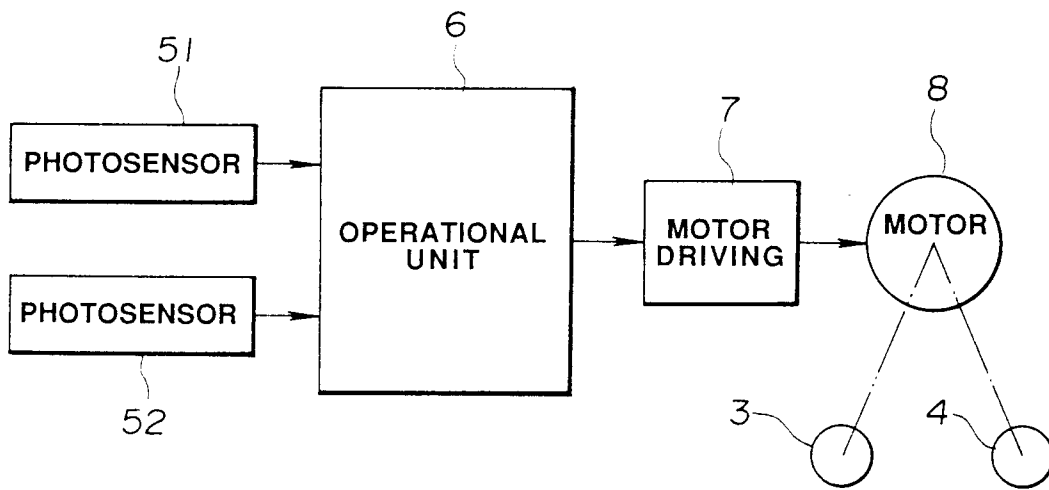 51
6
7
8
PHOTOSENSOR
OPERATIONAL
UNIT
MOTOR
DRIVING
MOTOR
PHOTOSENSOR
52
3
4